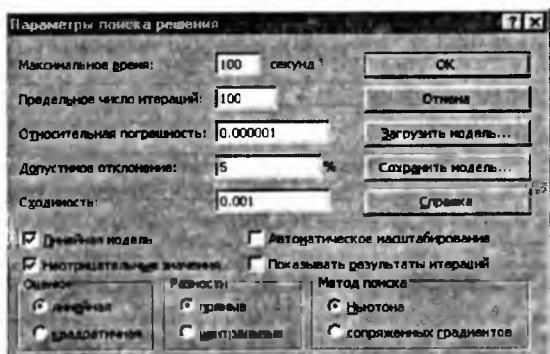 Параметры поиска решения
Максимальное время: 100 секунд ОК
Предельное число итераций: 100 Отмена
Относительная погрешность: 0.000001 Загрузить модель...
Допустимое отклонение: 5 % Сохранить модель...
Сходимость: 0.001 Справка
Линейная модель Автоматическое масштабирование
Неотрицательные значения Показывать результаты итераций
Оценки Разности Метод поиска
линейная прямые Ньютона
квадратичная центральные сопряженных градиентов